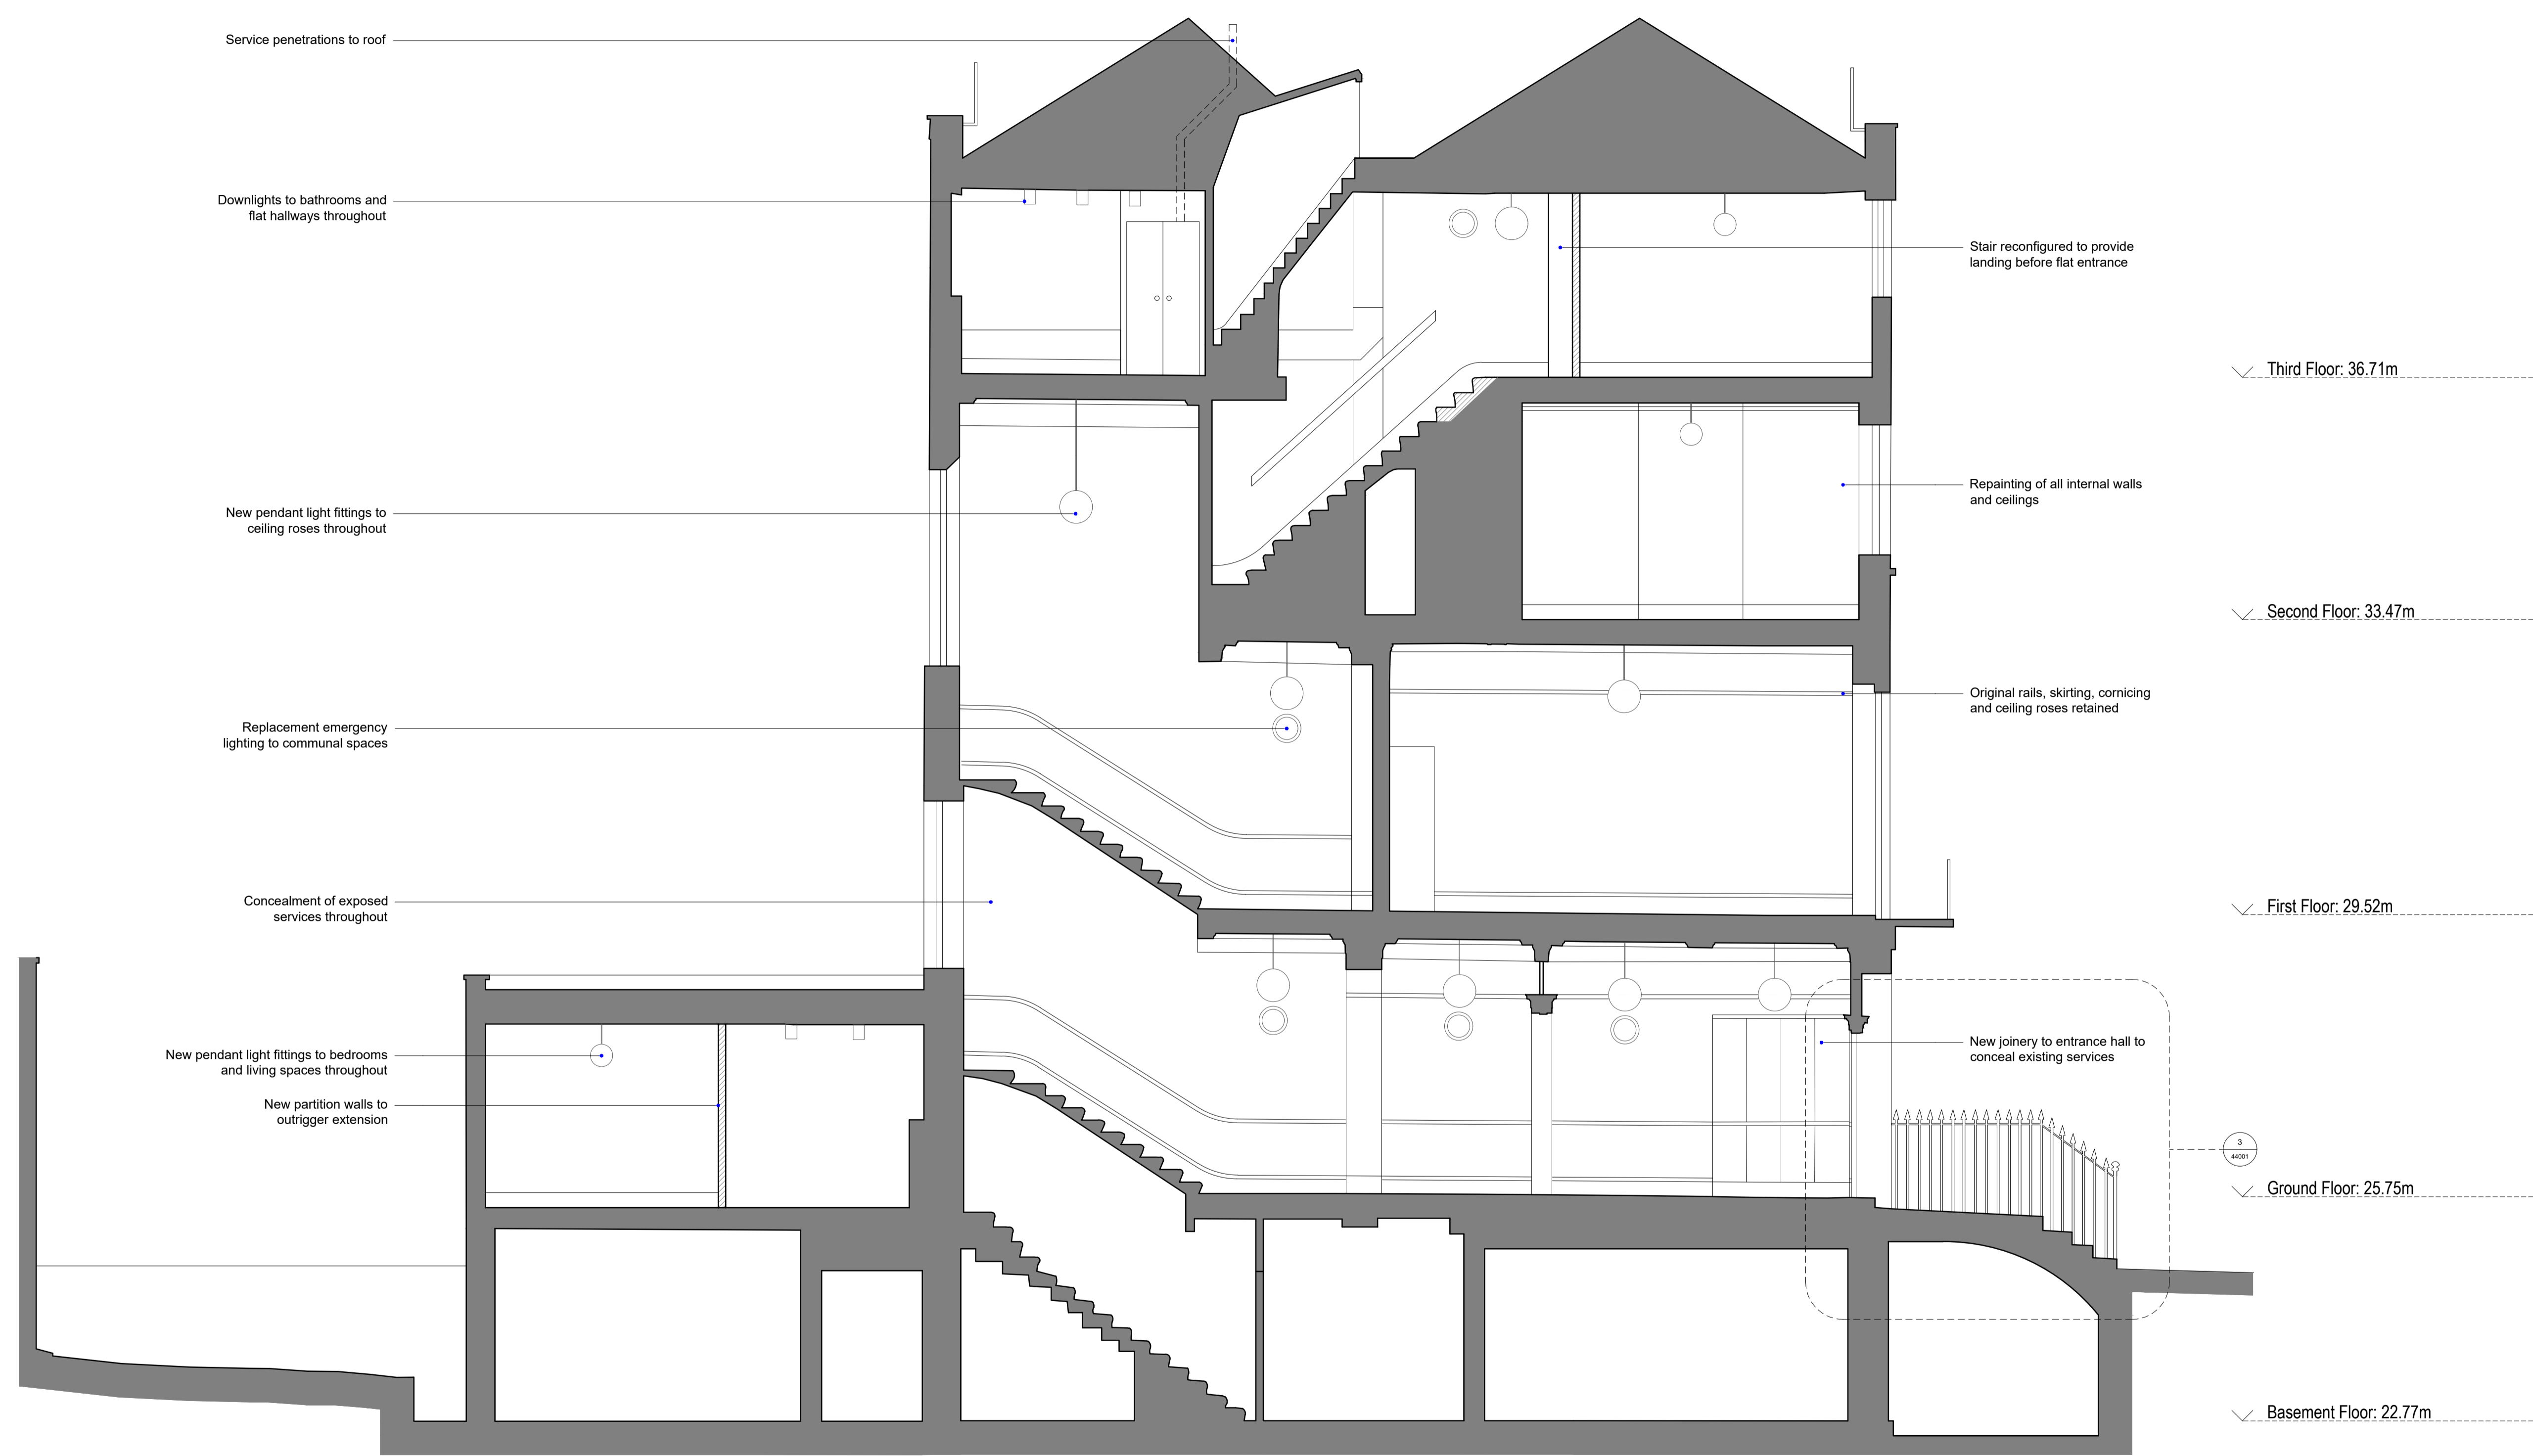 Service penetrations to roof
Downlights to bathrooms and
flat hallways throughout
New pendant light fittings to
ceiling roses throughout
Replacement emergency
lighting to communal spaces
Concealment of exposed
services throughout
New pendant light fittings to bedrooms
and living spaces throughout
New partition walls to
outrigger extension
Stair reconfigured to provide
landing before flat entrance
Repainting of all internal walls
and ceilings
Original rails, skirting, cornicing
and ceiling roses retained
New joinery to entrance hall to
conceal existing services
3
44001
Third Floor: 36.71m
Second Floor: 33.47m
First Floor: 29.52m
Ground Floor: 25.75m
Basement Floor: 22.77m